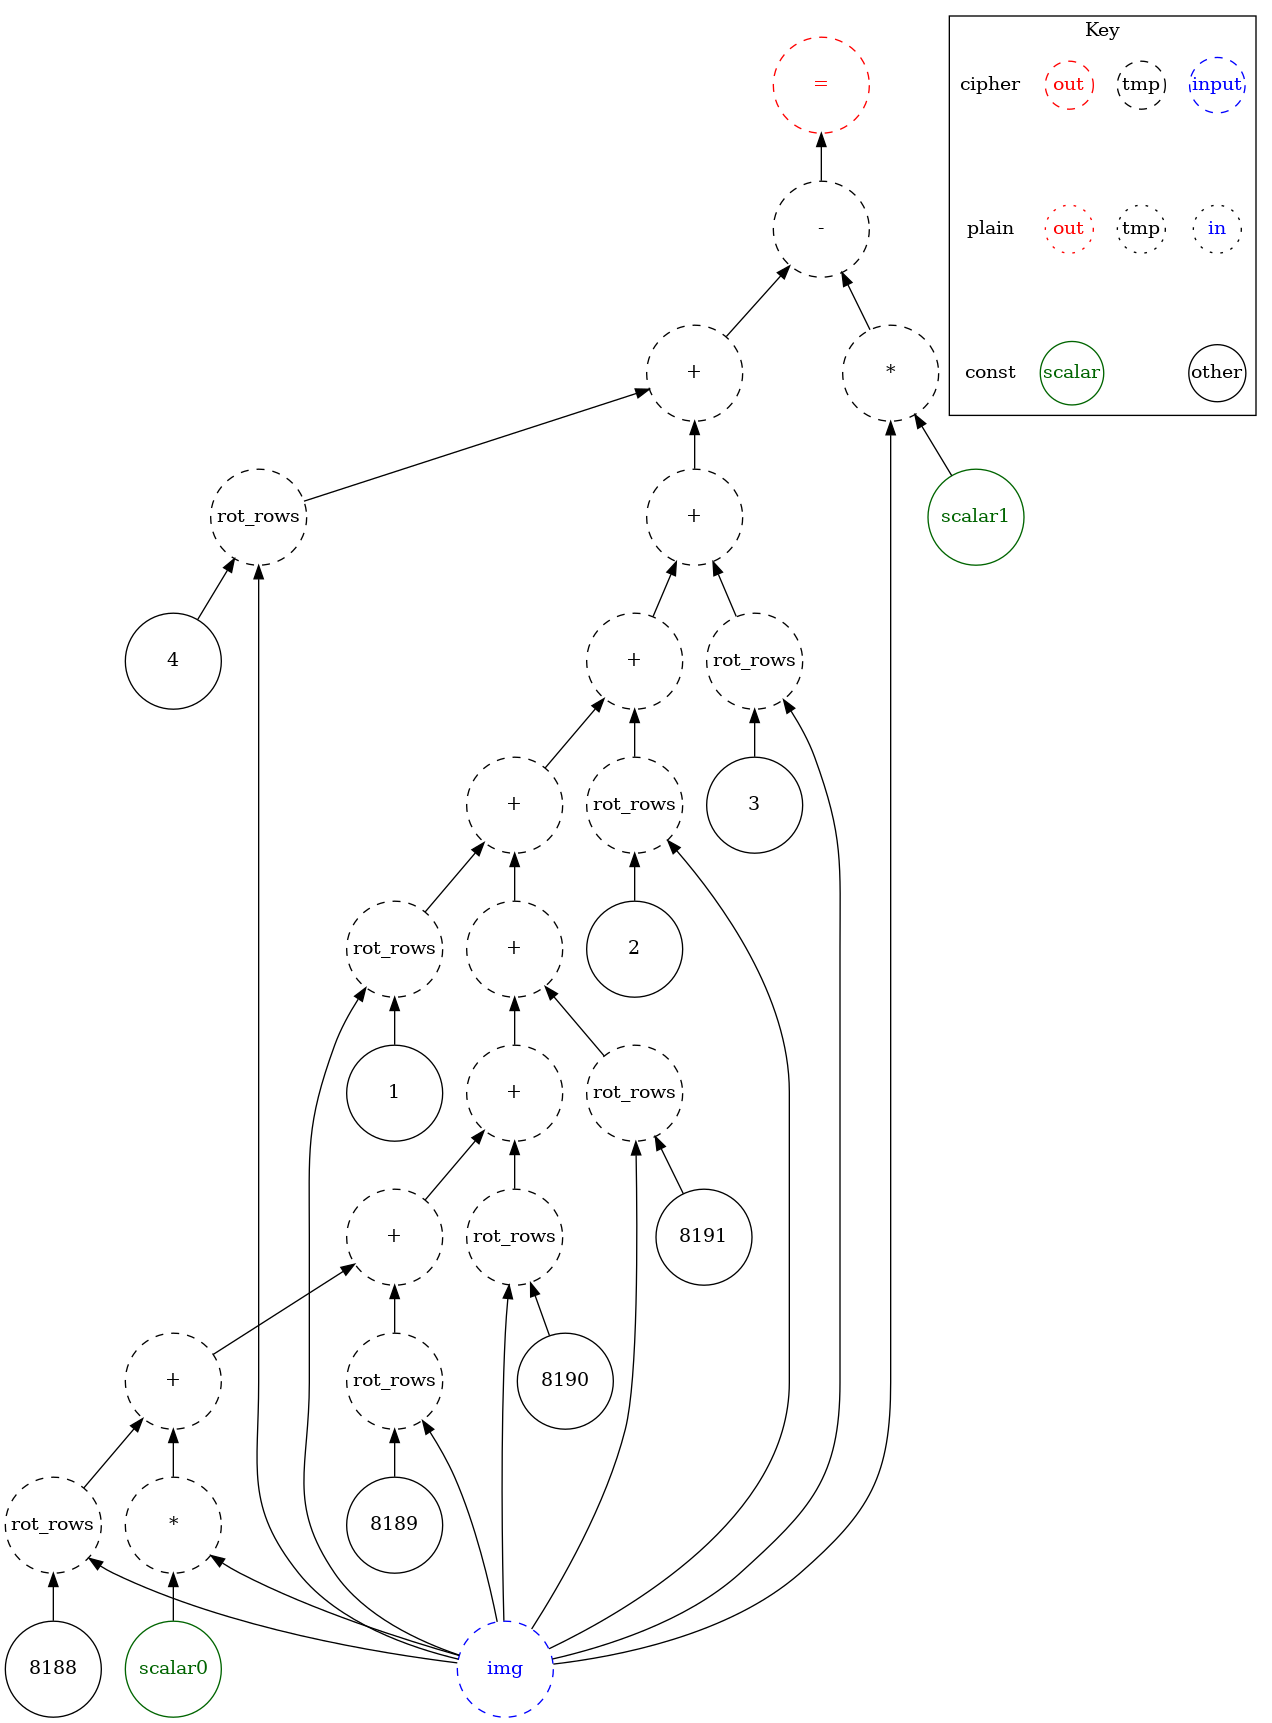 Key
=
cipher
out
tmp
input
-
plain
out
tmp
in
+
*
const
scalar
other
rot_rows
+
scalar1
4
+
rot_rows
+
rot_rows
3
rot_rows
+
2
1
+
rot_rows
+
rot_rows
8191
+
rot_rows
8190
rot_rows
*
8189
8188
scalar0
img